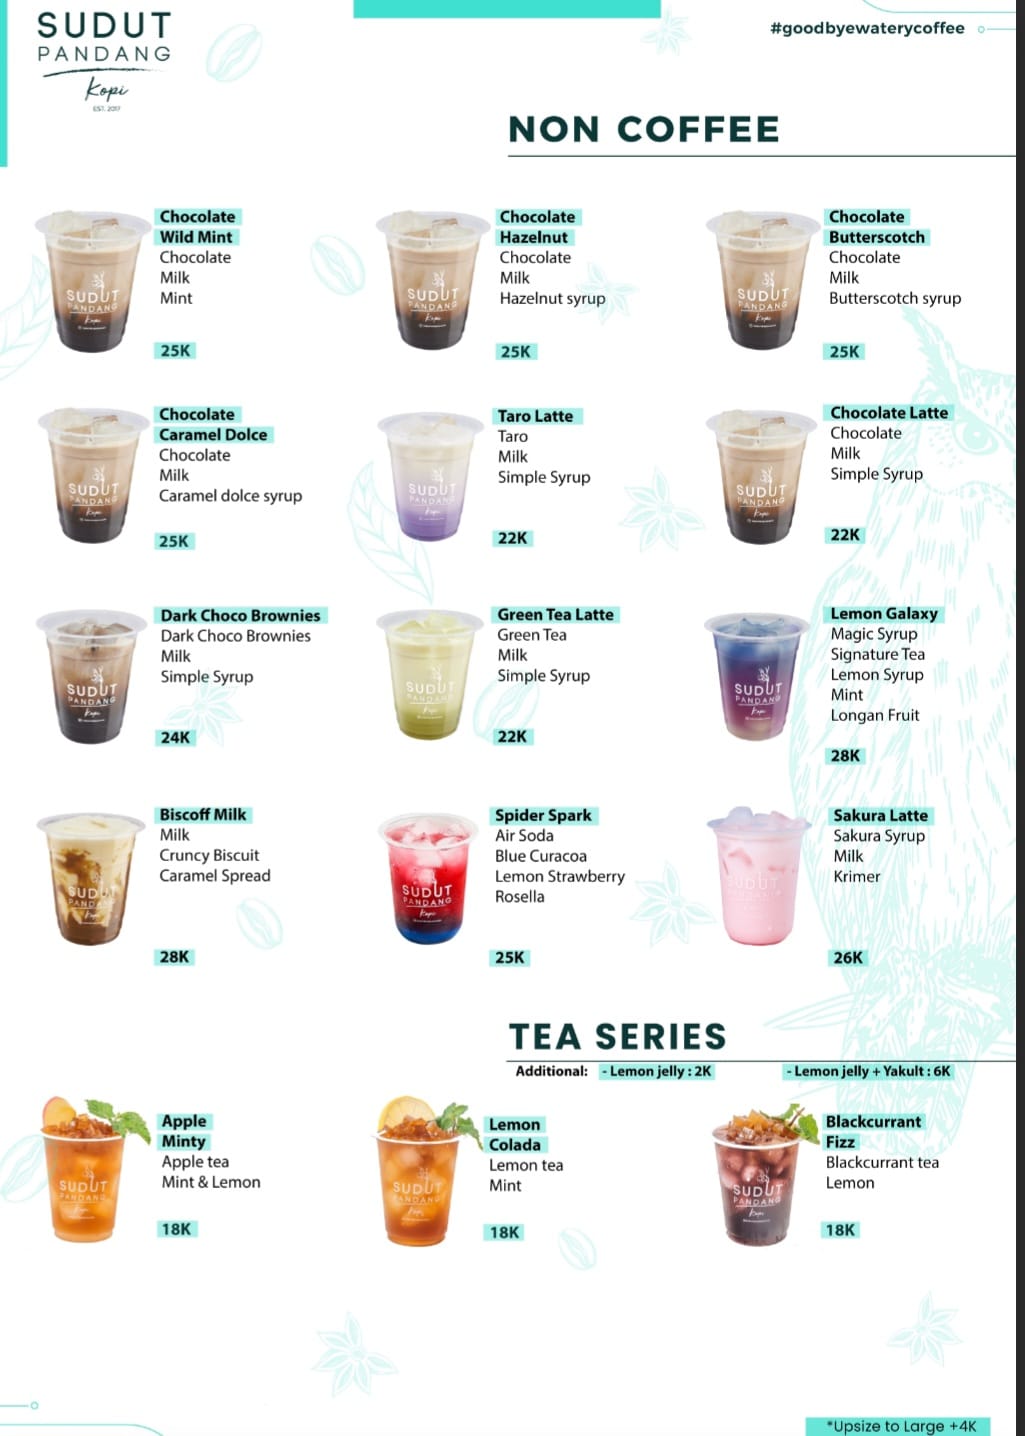 SUDUT
PANDANG
Kopi
EST. 2017
#goodbyewaterycoffee
NON COFFEE
Chocolate
Wild Mint
Chocolate
Milk
Mint
25K
Chocolate
Hazelnut
Chocolate
Milk
Hazelnut syrup
25K
Chocolate
Butterscotch
Chocolate
Milk
Butterscotch syrup
25K
Chocolate
Caramel Dolce
Chocolate
Milk
Caramel dolce syrup
25K
Taro Latte
Taro
Milk
Simple Syrup
22K
Chocolate Latte
Chocolate
Milk
Simple Syrup
22K
Dark Choco Brownies
Dark Choco Brownies
Milk
Simple Syrup
24K
Green Tea Latte
Green Tea
Milk
Simple Syrup
22K
Lemon Galaxy
Magic Syrup
Signature Tea
Lemon Syrup
Mint
Longan Fruit
28K
Biscoff Milk
Milk
Cruncy Biscuit
Caramel Spread
28K
Spider Spark
Air Soda
Blue Curacoa
Lemon Strawberry
Rosella
25K
Sakura Latte
Sakura Syrup
Milk
Krimer
26K
TEA SERIES
Additional: - Lemon jelly : 2K - Lemon jelly + Yakult : 6K
Apple
Minty
Apple tea
Mint & Lemon
18K
Lemon
Colada
Lemon tea
Mint
18K
Blackcurrant
Fizz
Blackcurrant tea
Lemon
18K
*Upsize to Large +4K